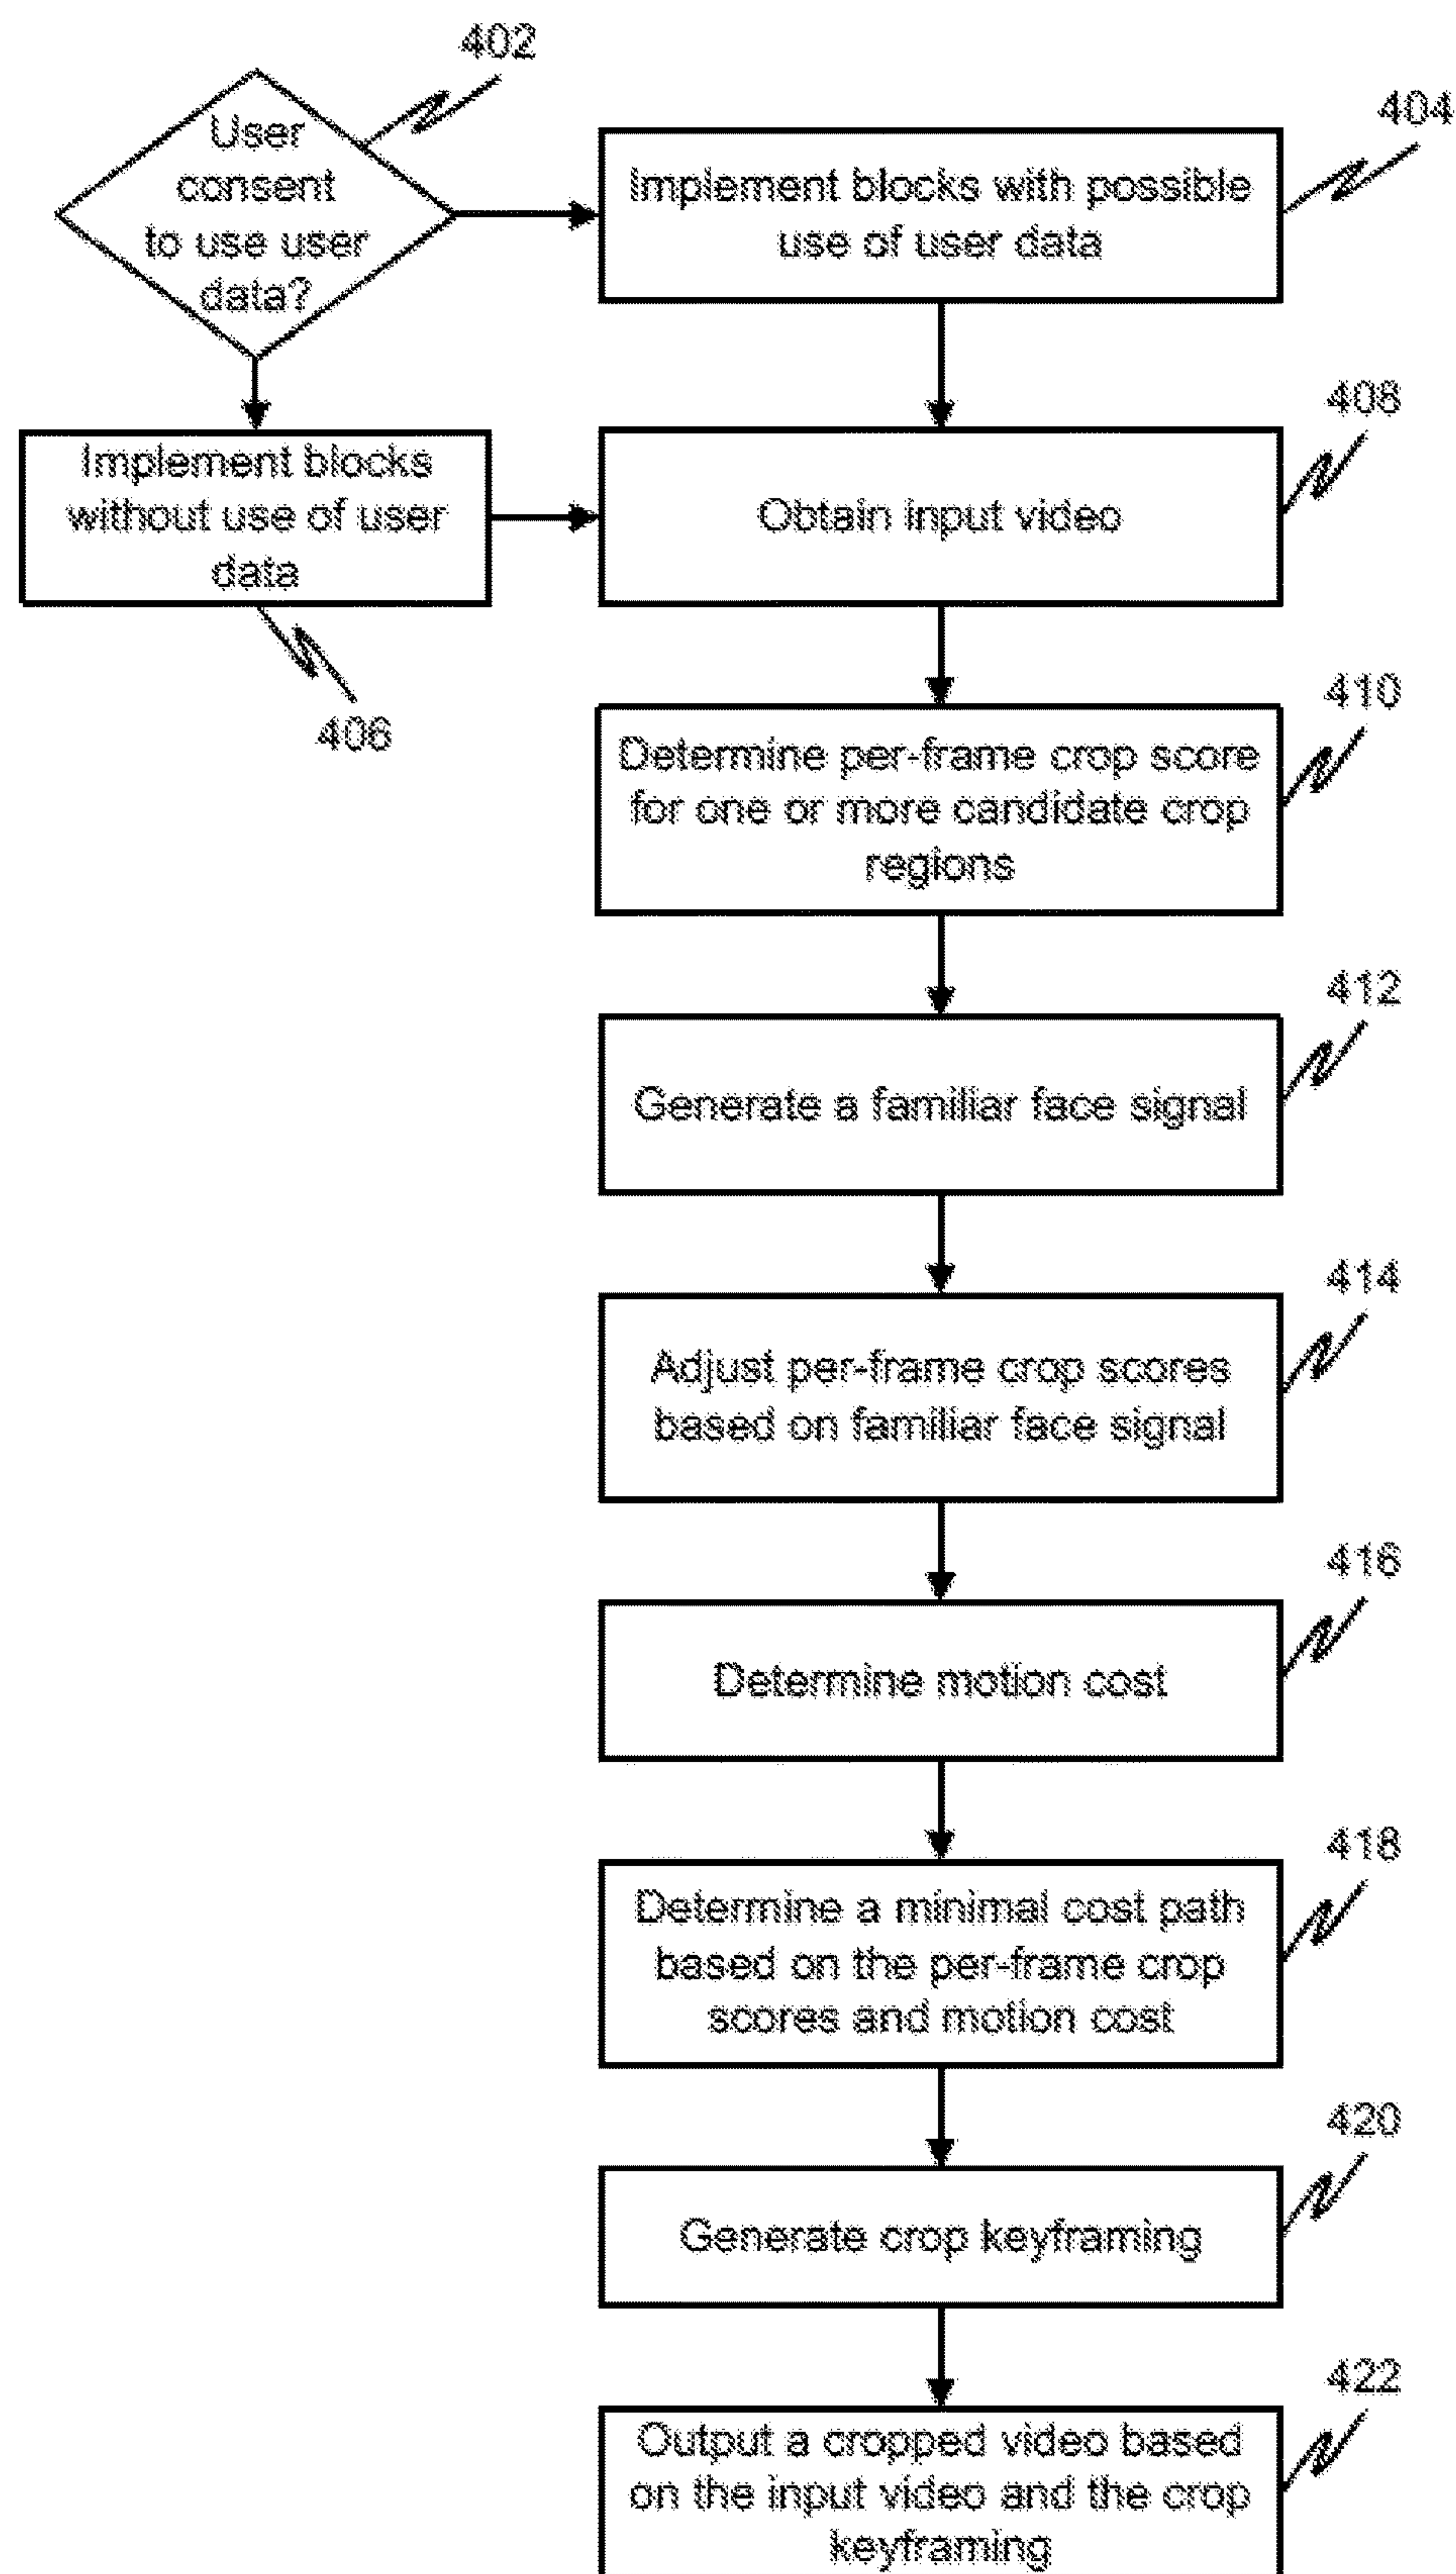 402
User
consent
to use user
data?
404
Implement blocks with possible
use of user data
Implement blocks
without use of user
data
406
408
Obtain input video
410
Determine per-frame crop score
for one or more candidate crop
regions
412
Generate a familiar face signal
414
Adjust per-frame crop scores
based on familiar face signal
416
Determine motion cost
418
Determine a minimal cost path
based on the per-frame crop
scores and motion cost
420
Generate crop keyframing
422
Output a cropped video based
on the input video and the crop
keyframing